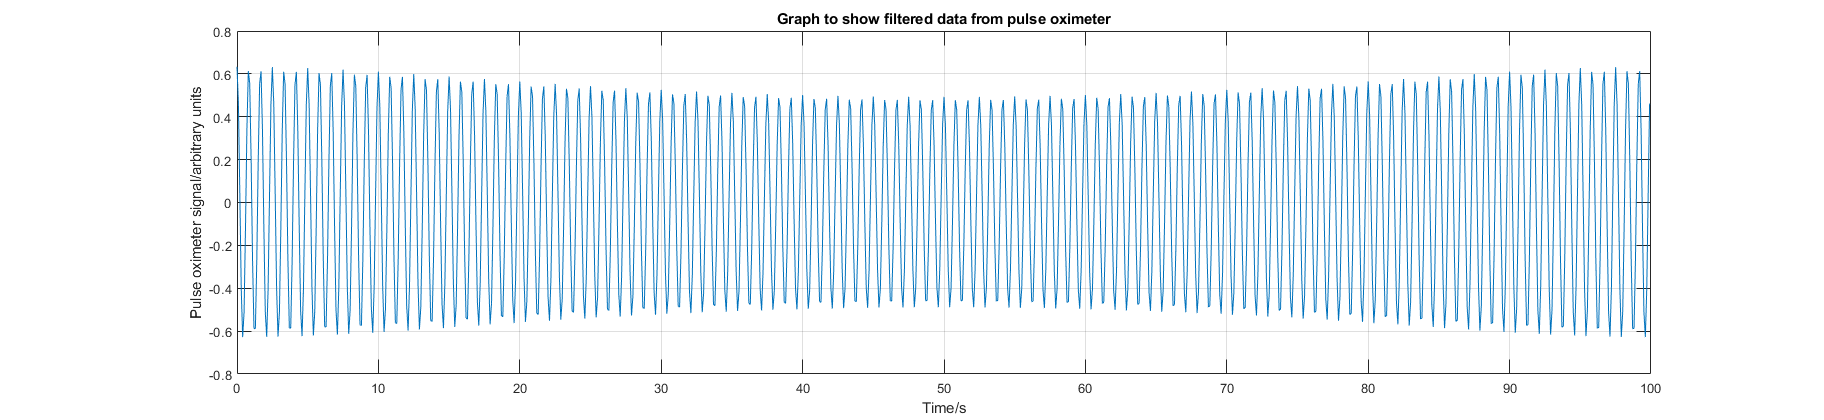 Graph to show filtered data from pulse oximeter
Pulse oximeter signal/arbitrary units
0.8
0.6
0.4
0.2
0
-0.2
-0.4
-0.6
-0.8
0 10 20 30 40 50 60 70 80 90 100
Time/s